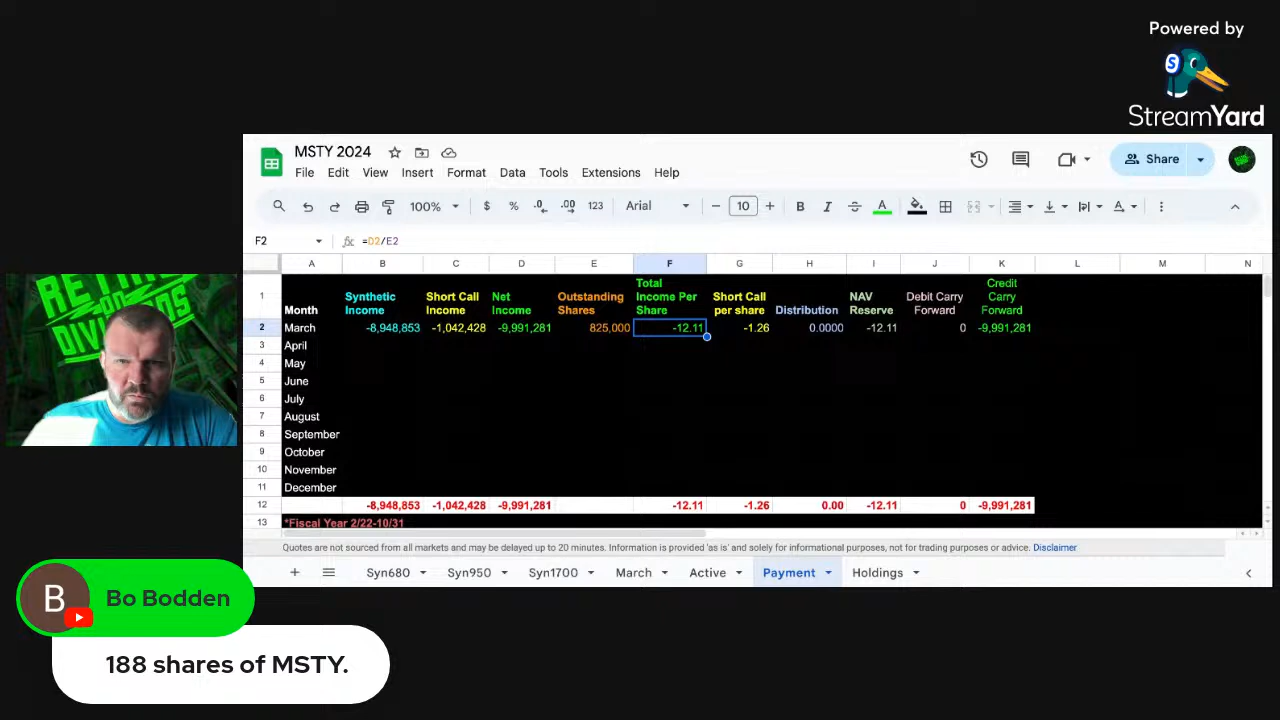 Powered by
StreamYard
MSTY 2024
File Edit View Insert Format Data Tools Extensions Help
Share
100% $ % .0 .00 123 Arial 10 B I A
F2 fx =D2/E2
A B C D E F G H I J K L M N
1 Month Synthetic Income Short Call Income Net Income Outstanding Shares Total Income Per Share Short Call per share Distribution NAV Reserve Debit Carry Forward Credit Carry Forward
2 March -8,948,853 -1,042,428 -9,991,281 825,000 -12.11 -1.26 0.0000 -12.11 0 -9,991,281
3 April
4 May
5 June
6 July
7 August
8 September
9 October
10 November
11 December
12 -8,948,853 -1,042,428 -9,991,281 -12.11 -1.26 0.00 -12.11 0 -9,991,281
13 *Fiscal Year 2/22-10/31
Quotes are not sourced from all markets and may be delayed up to 20 minutes. Information is provided 'as is' and solely for informational purposes, not for trading purposes or advice. Disclaimer
Syn680 Syn950 Syn1700 March Active Payment Holdings
B Bo Bodden
188 shares of MSTY.